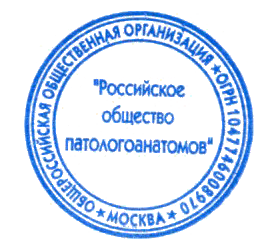 ОБЩЕРОССИЙСКАЯ ОБЩЕСТВЕННАЯ ОРГАНИЗАЦИЯ ★ ОГРН 1047746008970
★ МОСКВА ★
"Российское
общество
патологоанатомов"